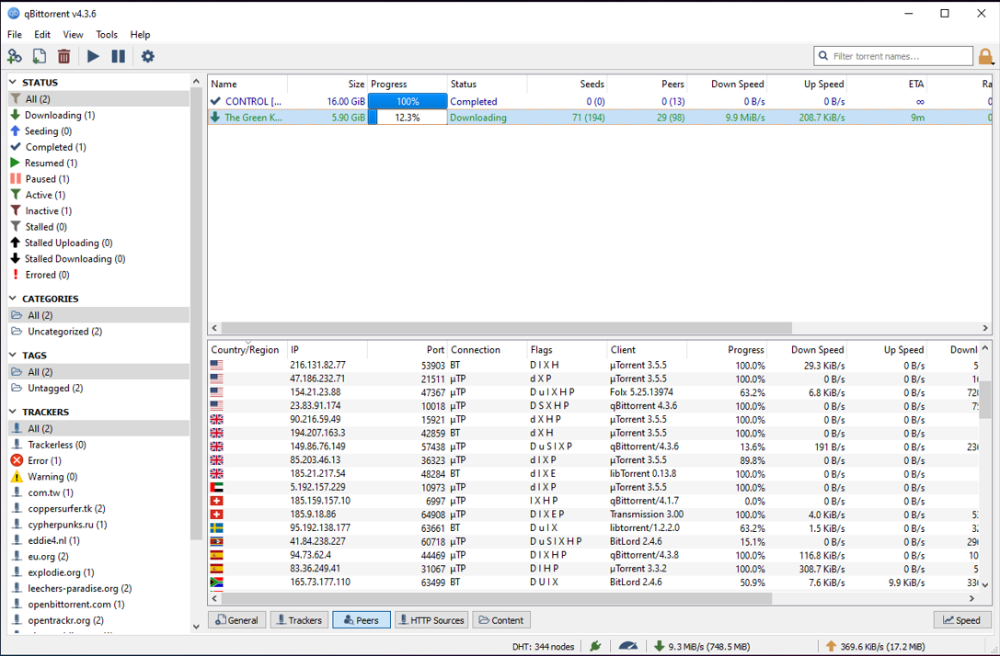 qBittorrent v4.3.6
File Edit View Tools Help
Filter torrent names...
STATUS
All (2)
Downloading (1)
Seeding (0)
Completed (1)
Resumed (1)
Paused (1)
Active (1)
Inactive (1)
Stalled (0)
Stalled Uploading (0)
Stalled Downloading (0)
Errored (0)
CATEGORIES
All (2)
Uncategorized (2)
TAGS
All (2)
Untagged (2)
TRACKERS
All (2)
Trackerless (0)
Error (1)
Warning (0)
com.tw (1)
coppersurfer.tk (2)
cypherpunks.ru (1)
eddie4.nl (1)
eu.org (2)
explodie.org (1)
leechers-paradise.org (2)
openbittorrent.com (1)
opentrackr.org (2)
Name Size Progress Status Seeds Peers Down Speed Up Speed ETA Ra
CONTROL [... 16.00 GiB 100% Completed 0 (0) 0 (13) 0 B/s 0 B/s ∞
The Green K... 5.90 GiB 12.3% Downloading 71 (194) 29 (98) 9.9 MiB/s 208.7 KiB/s 9m
Country/Region IP Port Connection Flags Client Progress Down Speed Up Speed Downl
216.131.82.77 53903 BT D I X H µTorrent 3.5.5 100.0% 29.3 KiB/s 0 B/s 5
47.186.232.71 21511 µTP d X P µTorrent 3.5.5 100.0% 0 B/s 0 B/s
154.21.23.88 47367 µTP D u I X H P Folx 5.25.13974 63.2% 6.8 KiB/s 0 B/s 720
23.83.91.174 10018 µTP D S X H P qBittorrent 4.3.6 100.0% 0 B/s 0 B/s 75
90.216.59.49 15921 µTP d X H P µTorrent 3.5.5 100.0% 0 B/s 0 B/s
194.207.163.3 42859 BT d X H µTorrent 3.5.5 100.0% 0 B/s 0 B/s
149.86.76.149 57438 µTP D u S I X P qBittorrent/4.3.6 13.6% 191 B/s 0 B/s 236
85.203.46.13 36323 µTP d I X P µTorrent 3.5.5 89.8% 0 B/s 0 B/s
185.21.217.54 48284 BT d I X E libTorrent 0.13.8 100.0% 0 B/s 0 B/s
5.192.157.229 10973 µTP d I X P µTorrent 3.5.5 100.0% 0 B/s 0 B/s
185.159.157.10 6997 µTP I X H P qBittorrent/4.1.7 0.0% 0 B/s 0 B/s
185.9.18.86 64908 µTP D I X E P Transmission 3.00 100.0% 4.0 KiB/s 0 B/s 57
95.192.138.177 63661 BT D u I X libtorrent/1.2.2.0 63.2% 1.5 KiB/s 0 B/s 32
41.84.238.227 60718 µTP D u S I X H P BitLord 2.4.6 15.1% 0 B/s 0 B/s 290
94.73.62.4 44469 µTP D I X H P qBittorrent/4.3.8 100.0% 116.8 KiB/s 0 B/s
83.36.249.41 31067 µTP D I H P µTorrent 3.3.2 100.0% 308.7 KiB/s 0 B/s 5
165.73.177.110 63499 BT D U I X BitLord 2.4.6 50.9% 7.6 KiB/s 9.9 KiB/s 330
General Trackers Peers HTTP Sources Content Speed
DHT: 344 nodes 9.3 MiB/s (748.5 MiB) 369.6 KiB/s (17.2 MiB)